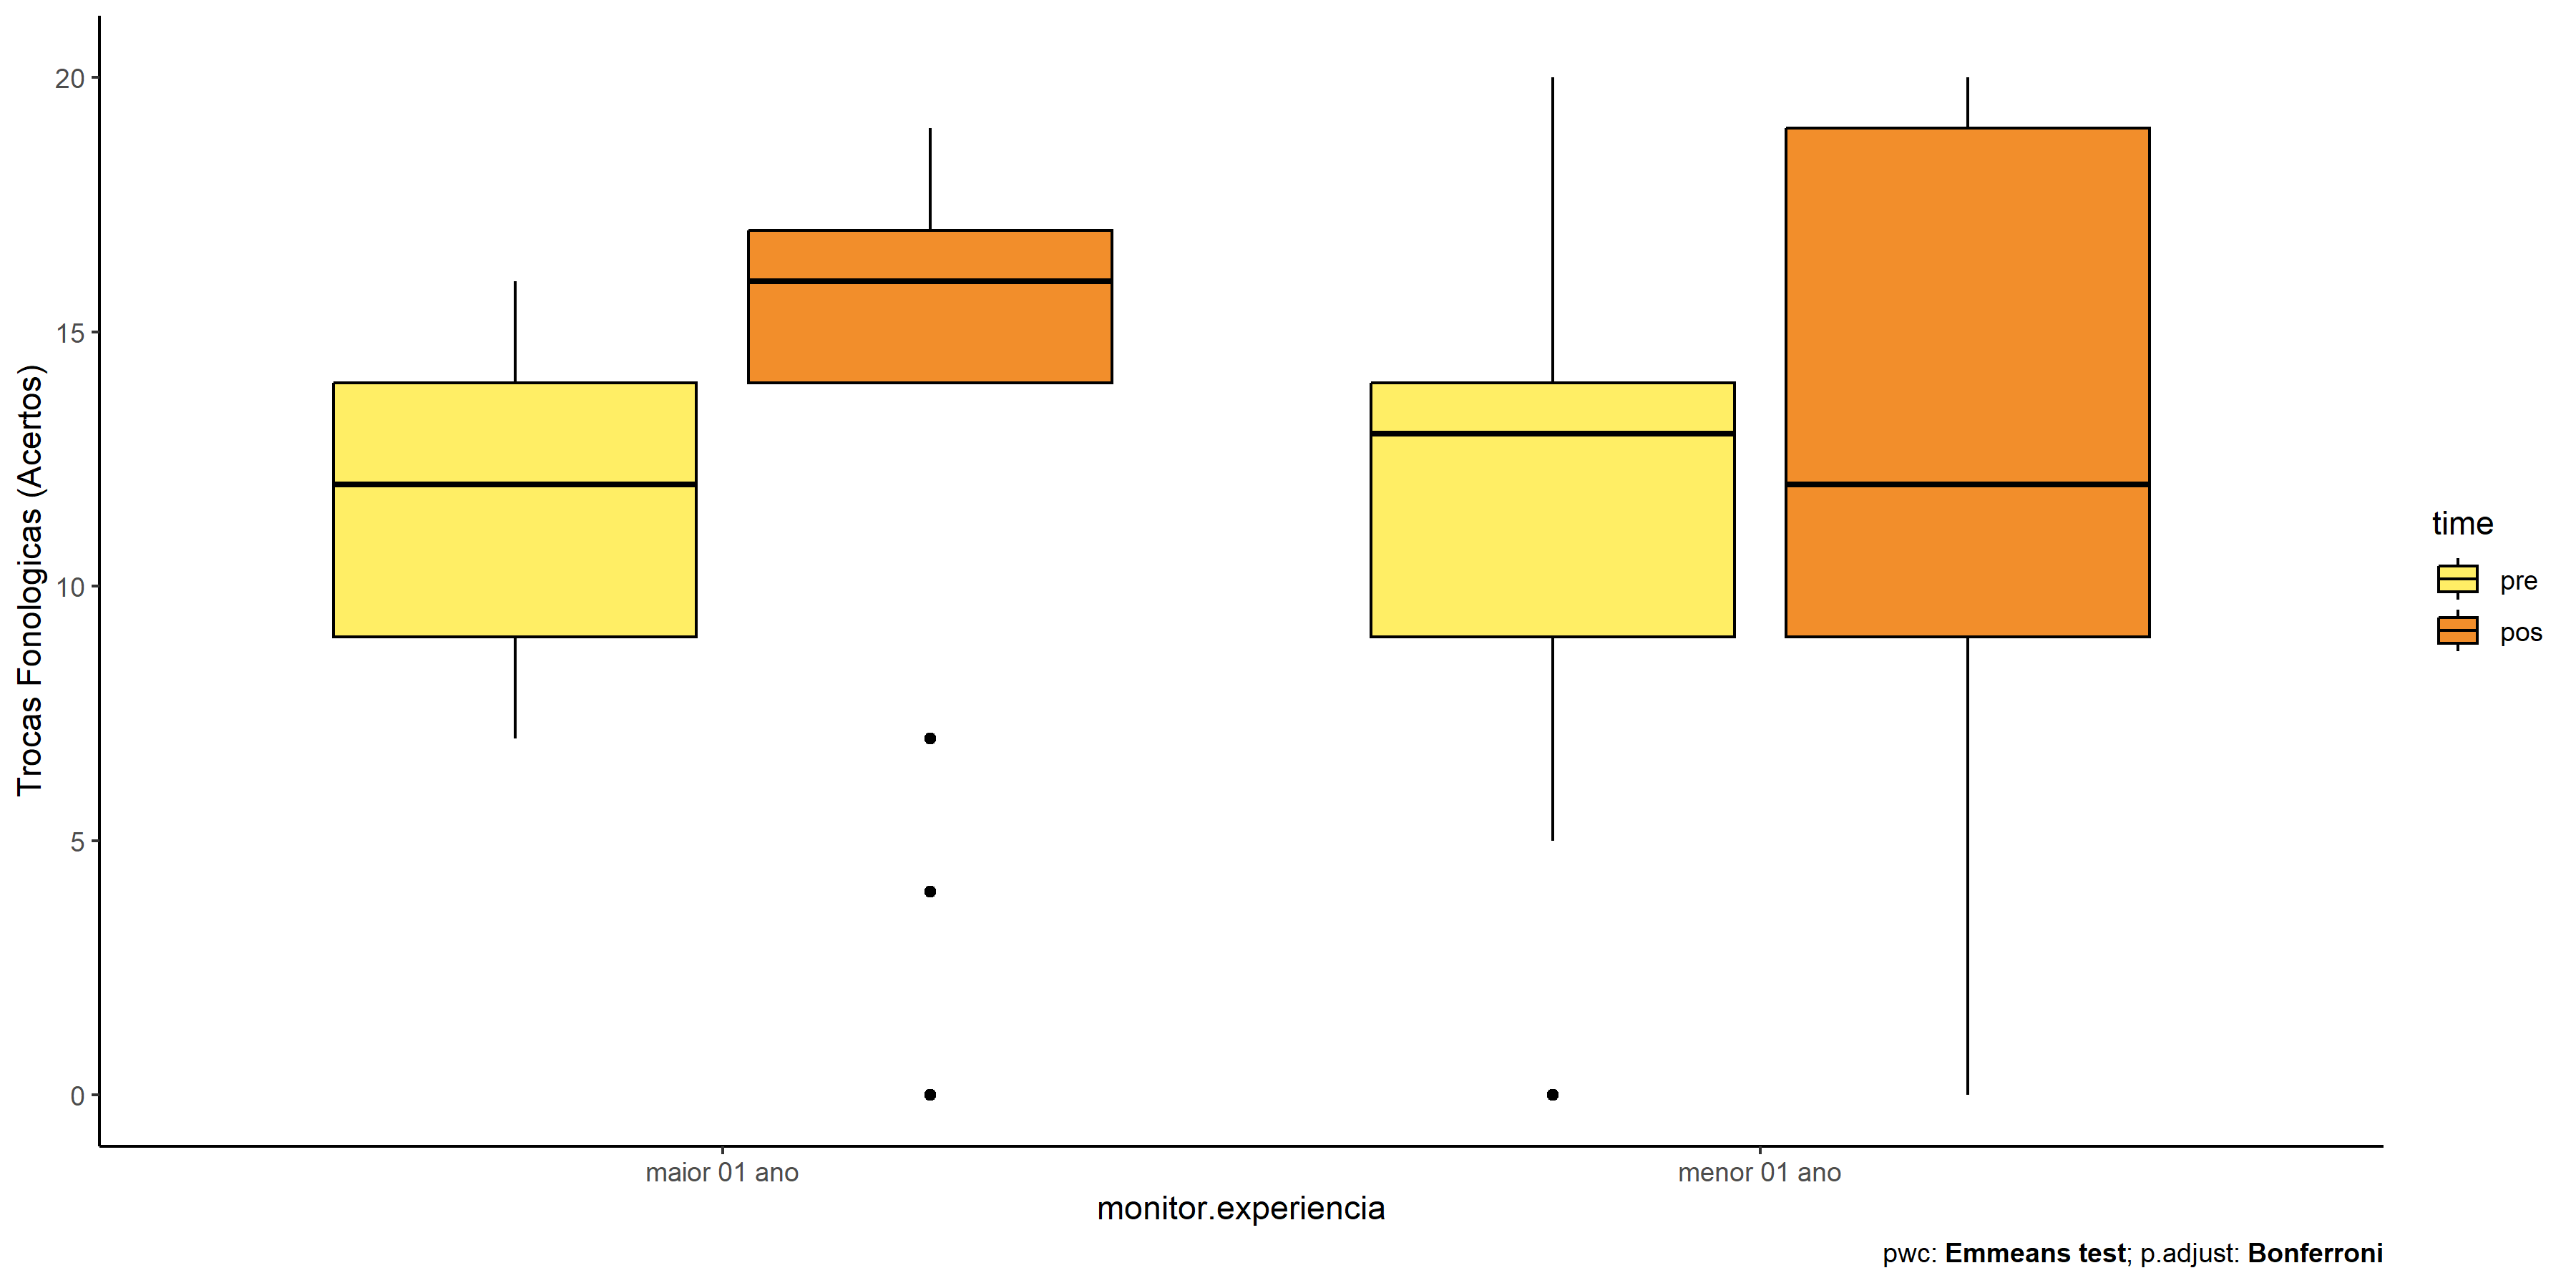 Trocas Fonologicas (Acertos)
20
15
10
5
0
maior 01 ano
menor 01 ano
monitor.experiencia
time
pre
pos
pwc: Emmeans test; p.adjust: Bonferroni